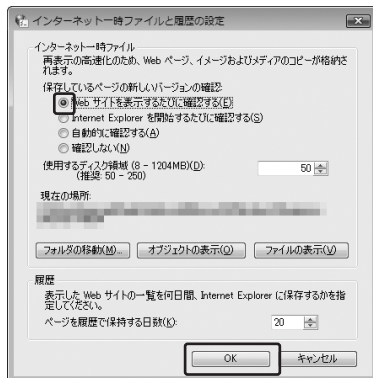 インターネット一時ファイルと履歴の設定
インターネット一時ファイル
再表示の高速化のため、Web ページ、イメージおよびメディアのコピーが格納さ
れます。
保存しているページの新しいバージョンの確認:
Web サイトを表示するたびに確認する(E)
Internet Explorer を開始するたびに確認する(S)
自動的に確認する(A)
確認しない(N)
使用するディスク領域 (8 - 1204MB)(D):
50
(推奨: 50 - 250)
現在の場所:
フォルダの移動(M)...
オブジェクトの表示(O)
ファイルの表示(V)
履歴
表示した Web サイトの一覧を何日間、Internet Explorer に保存するかを指
定してください。
ページを履歴で保持する日数(K):
20
OK
キャンセル